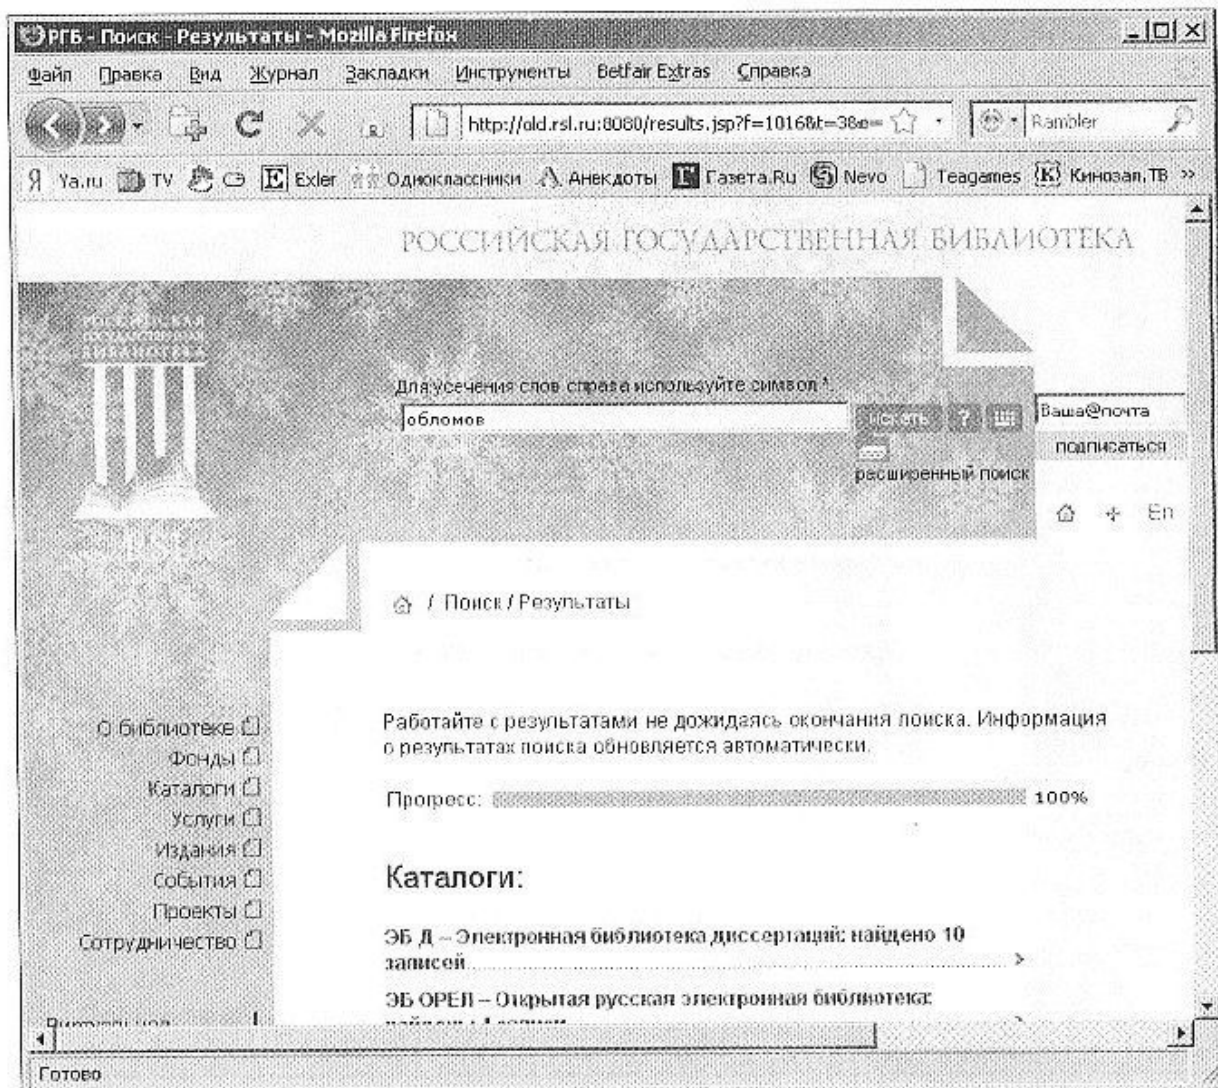 РГБ - Поиск - Результаты - Mozilla Firefox
Файл Правка Вид Журнал Закладки Инструменты Betfair Extras Справка
http://old.rsl.ru:8080/results.jsp?f=1016&t=3&e= Rambler
Ya.ru TV E Exler Одноклассники Анекдоты Газета.Ru Nevo Teagames Кинозал.ТВ »
РОССИЙСКАЯ ГОСУДАРСТВЕННАЯ БИБЛИОТЕКА
РОССИЙСКАЯ
ГОСУДАРСТВЕННАЯ
БИБЛИОТЕКА
RSL
Для усечения слов справа используйте символ *.
обломов искать ?
расширенный поиск
Ваша@почта
подписаться
En
/ Поиск / Результаты
Работайте с результатами не дожидаясь окончания поиска. Информация
о результатах поиска обновляется автоматически.
Прогресс: 100%
О библиотеке
Фонды
Каталоги
Услуги
Издания
События
Проекты
Сотрудничество
Каталоги:
ЭБ Д – Электронная библиотека диссертаций: найдено 10
записей
ЭБ ОРЕЛ – Открытая русская электронная библиотека:
Готово